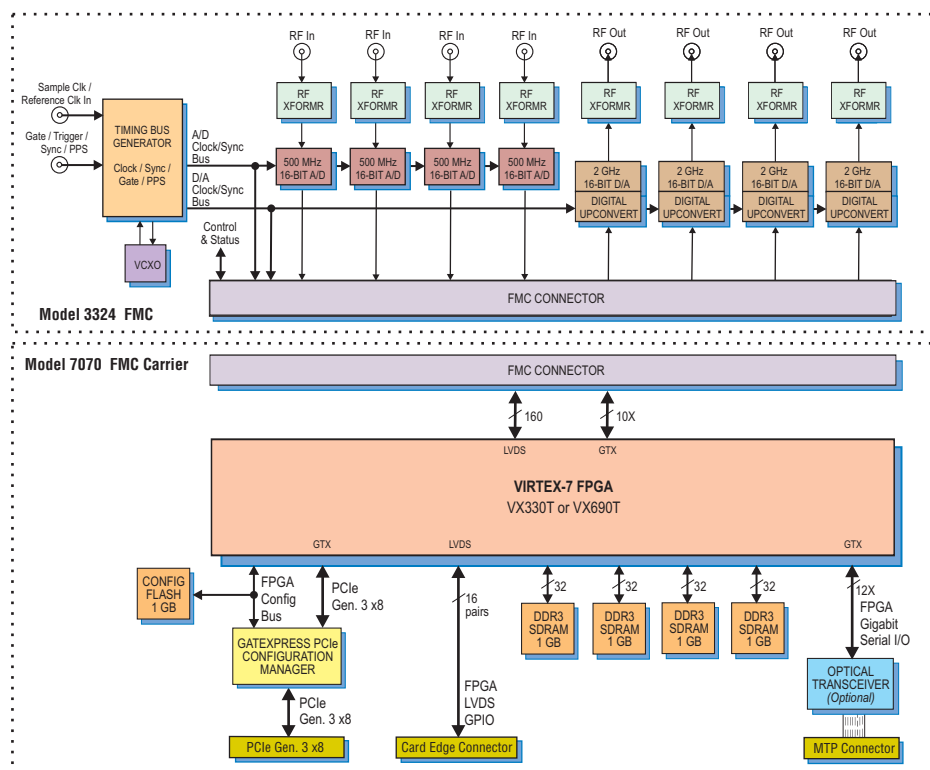 RF In
RF In
RF In
RF In
RF Out
RF Out
RF Out
RF Out
Sample Clk /
Reference Clk In
Gate / Trigger /
Sync / PPS
TIMING BUS
GENERATOR
Clock / Sync /
Gate / PPS
VCXO
A/D
Clock/Sync
Bus
D/A
Clock/Sync
Bus
Control
& Status
RF
XFORMR
RF
XFORMR
RF
XFORMR
RF
XFORMR
RF
XFORMR
RF
XFORMR
RF
XFORMR
RF
XFORMR
500 MHz
16-BIT A/D
500 MHz
16-BIT A/D
500 MHz
16-BIT A/D
500 MHz
16-BIT A/D
2 GHz
16-BIT D/A
DIGITAL
UPCONVERT
2 GHz
16-BIT D/A
DIGITAL
UPCONVERT
2 GHz
16-BIT D/A
DIGITAL
UPCONVERT
2 GHz
16-BIT D/A
DIGITAL
UPCONVERT
FMC CONNECTOR
Model 3324 FMC
Model 7070 FMC Carrier
FMC CONNECTOR
160
10X
LVDS
GTX
VIRTEX-7 FPGA
VX330T or VX690T
GTX
LVDS
GTX
CONFIG
FLASH
1 GB
FPGA
Config
Bus
PCIe
Gen. 3 x8
GATEXPRESS PCIe
CONFIGURATION
MANAGER
PCIe
Gen. 3 x8
PCIe Gen. 3 x8
16
pairs
FPGA
LVDS
GPIO
Card Edge Connector
32
32
32
32
DDR3
SDRAM
1 GB
DDR3
SDRAM
1 GB
DDR3
SDRAM
1 GB
DDR3
SDRAM
1 GB
12X
FPGA
Gigabit
Serial I/O
OPTICAL
TRANSCEIVER
(Optional)
MTP Connector